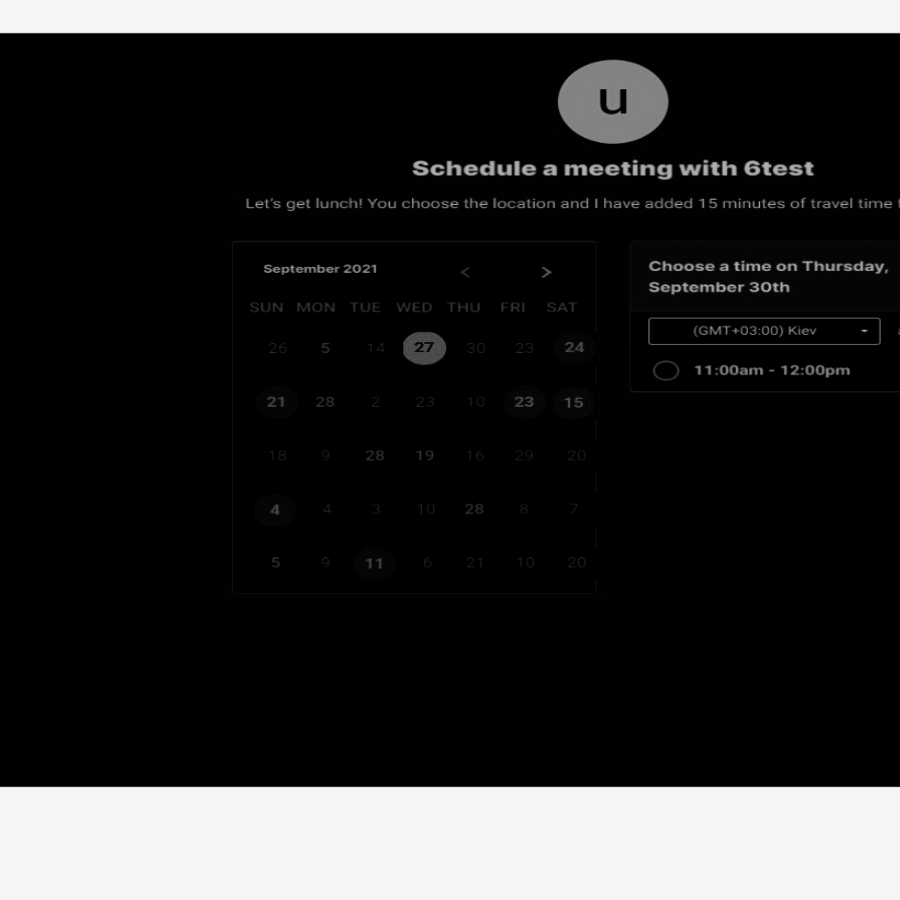 u
Schedule a meeting with 6test
Let's get lunch! You choose the location and I have added 15 minutes of travel time
September 2021 < >
SUN MON TUE WED THU FRI SAT
26 5 14 27 30 23 24
21 28 2 23 10 23 15
18 9 28 19 16 29 20
4 4 3 10 28 8 7
5 9 11 6 21 10 20
Choose a time on Thursday,
September 30th
(GMT+03:00) Kiev
11:00am - 12:00pm